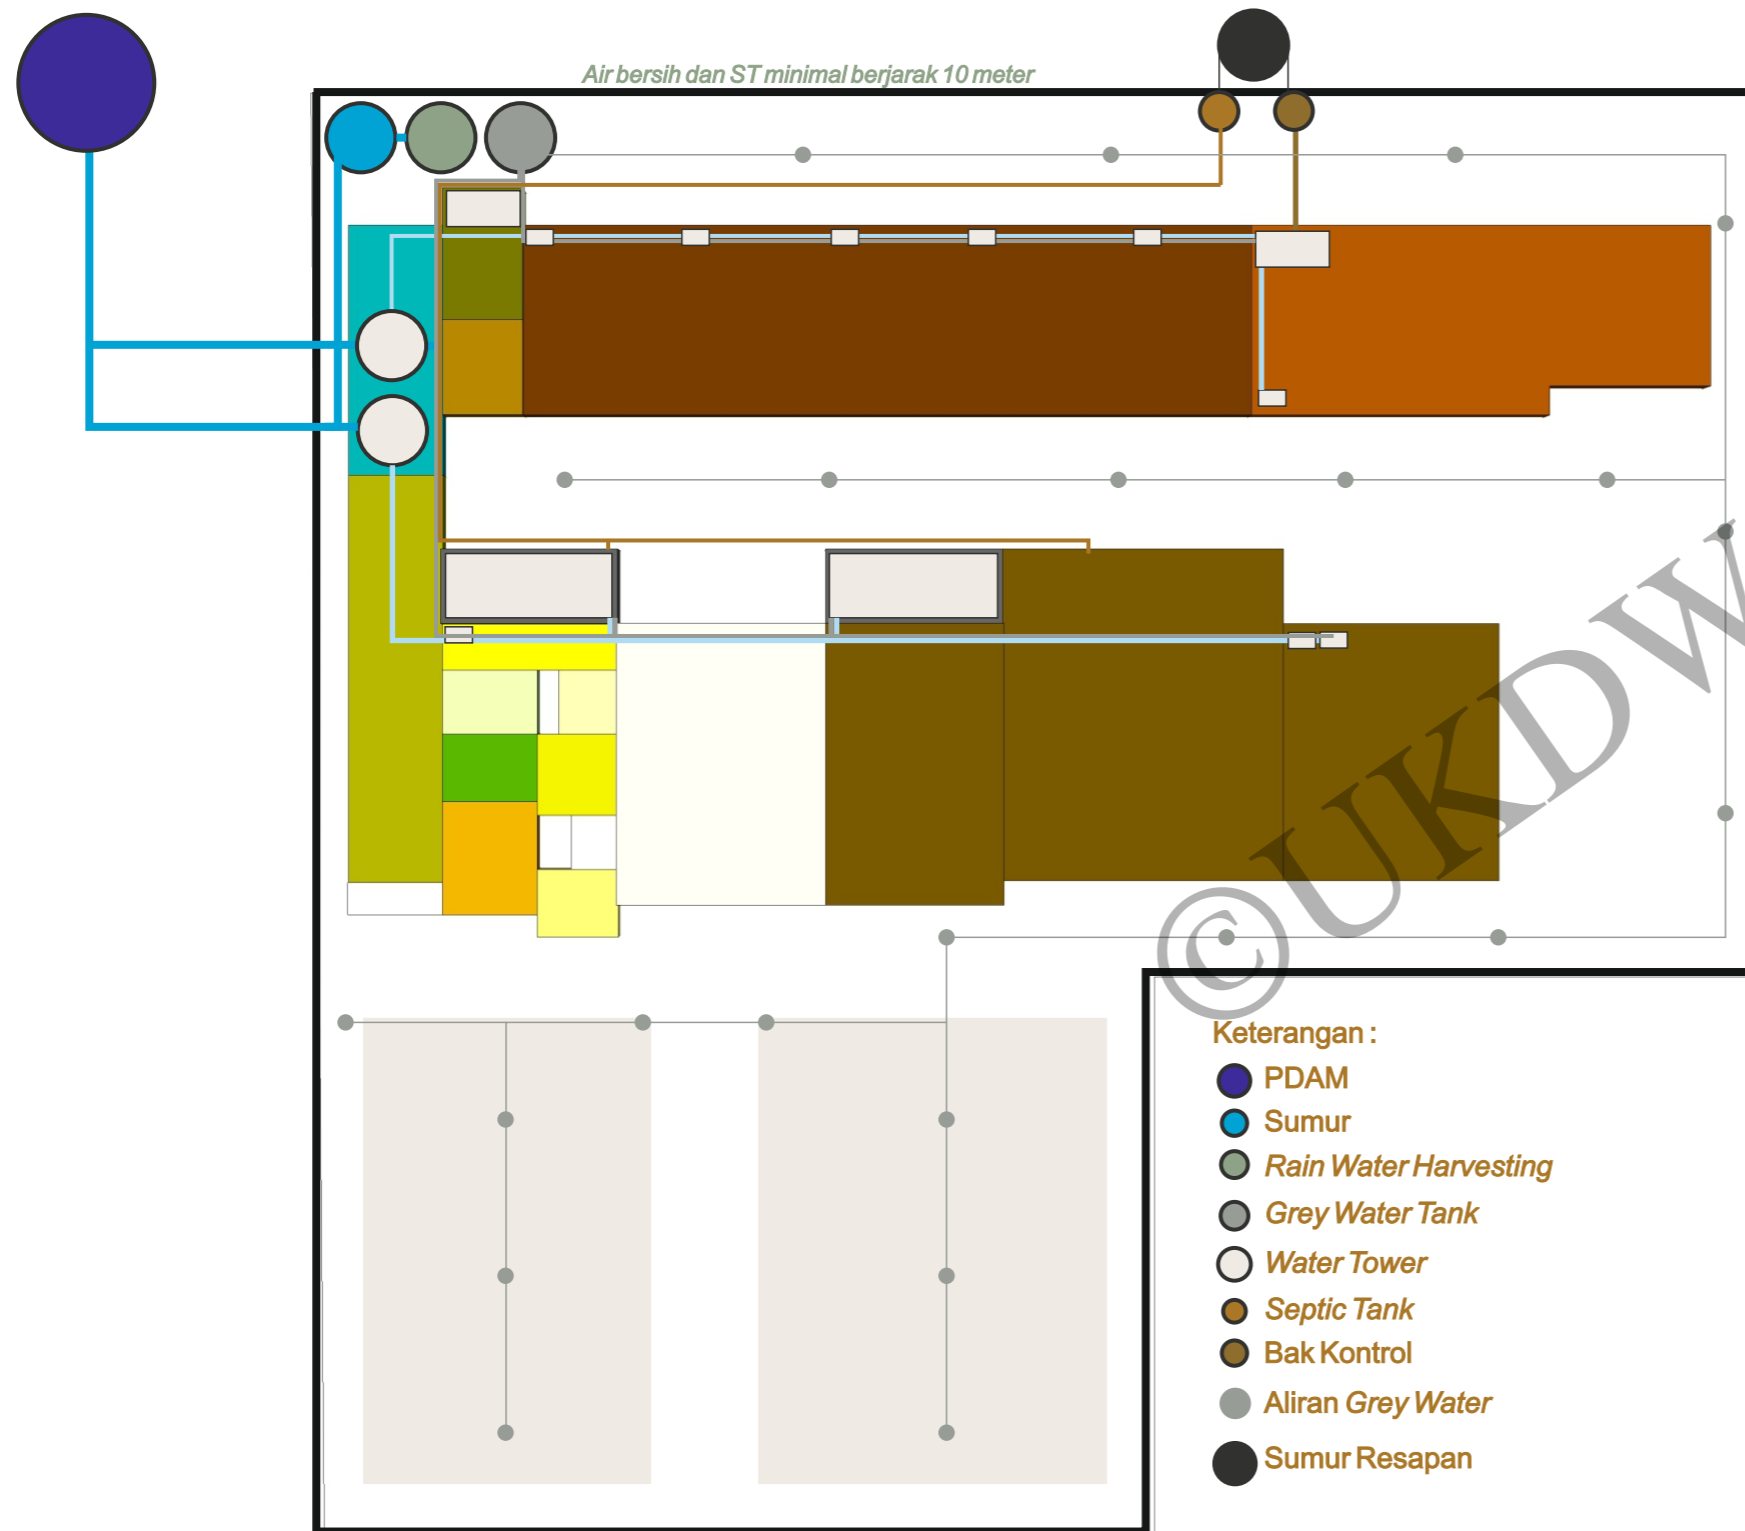 Air bersih dan ST minimal berjarak 10 meter
©UKDW
Keterangan :
PDAM
Sumur
Rain Water Harvesting
Grey Water Tank
Water Tower
Septic Tank
Bak Kontrol
Aliran Grey Water
Sumur Resapan